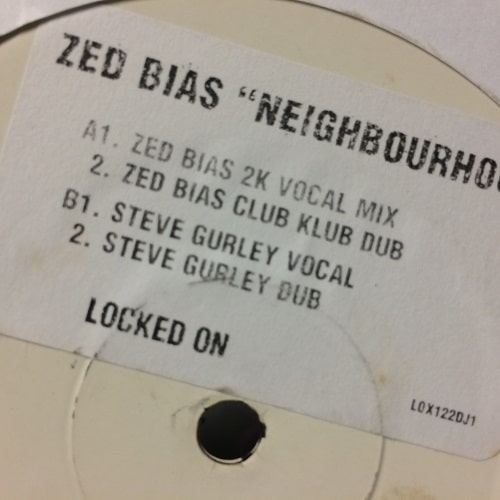 ZED BIAS "NEIGHBOURHOO
A1. ZED BIAS 2K VOCAL MIX
2. ZED BIAS CLUB KLUB DUB
B1. STEVE GURLEY VOCAL
2. STEVE GURLEY DUB
LOCKED ON
LOX122DJ1